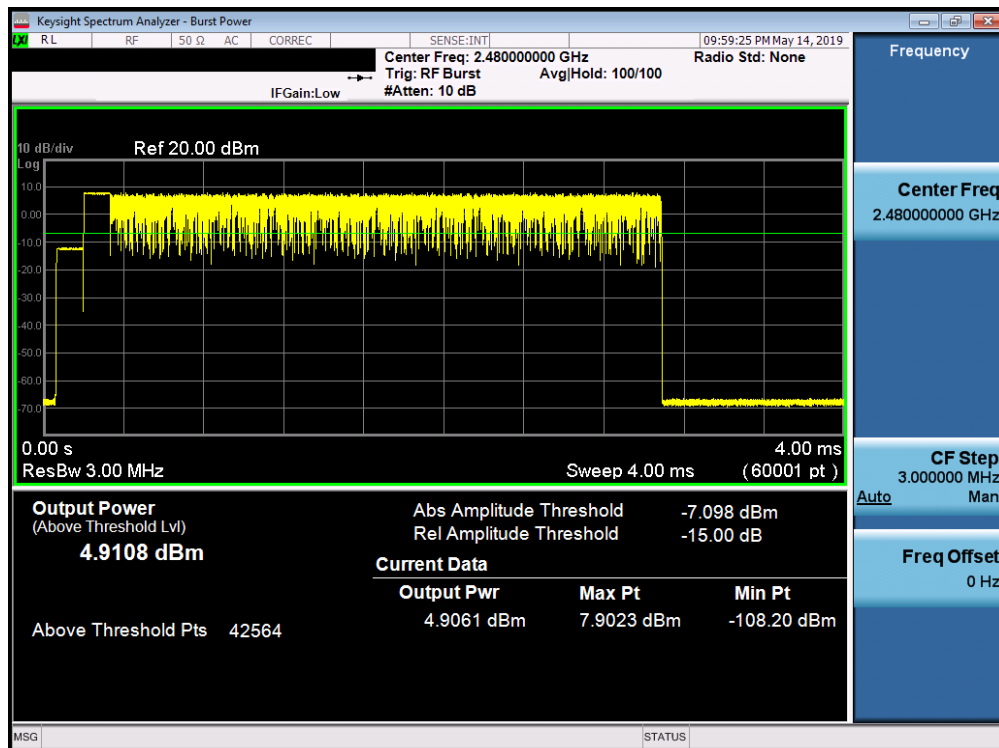 Keysight Spectrum Analyzer - Burst Power
LXI RL RF 50 Ω AC CORREC SENSE:INT 09:59:25 PM May 14, 2019
Center Freq: 2.480000000 GHz Radio Std: None
Trig: RF Burst Avg|Hold: 100/100
IFGain:Low #Atten: 10 dB
Frequency
10 dB/div Ref 20.00 dBm
Log
10.0
0.00
-10.0
-20.0
-30.0
-40.0
-50.0
-60.0
-70.0
0.00 s 4.00 ms
ResBw 3.00 MHz Sweep 4.00 ms (60001 pt )
Center Freq
2.480000000 GHz
CF Step
3.000000 MHz
Auto Man
Freq Offset
0 Hz
Output Power
(Above Threshold Lvl)
4.9108 dBm
Above Threshold Pts 42564
Abs Amplitude Threshold -7.098 dBm
Rel Amplitude Threshold -15.00 dB
Current Data
Output Pwr Max Pt Min Pt
4.9061 dBm 7.9023 dBm -108.20 dBm
MSG STATUS